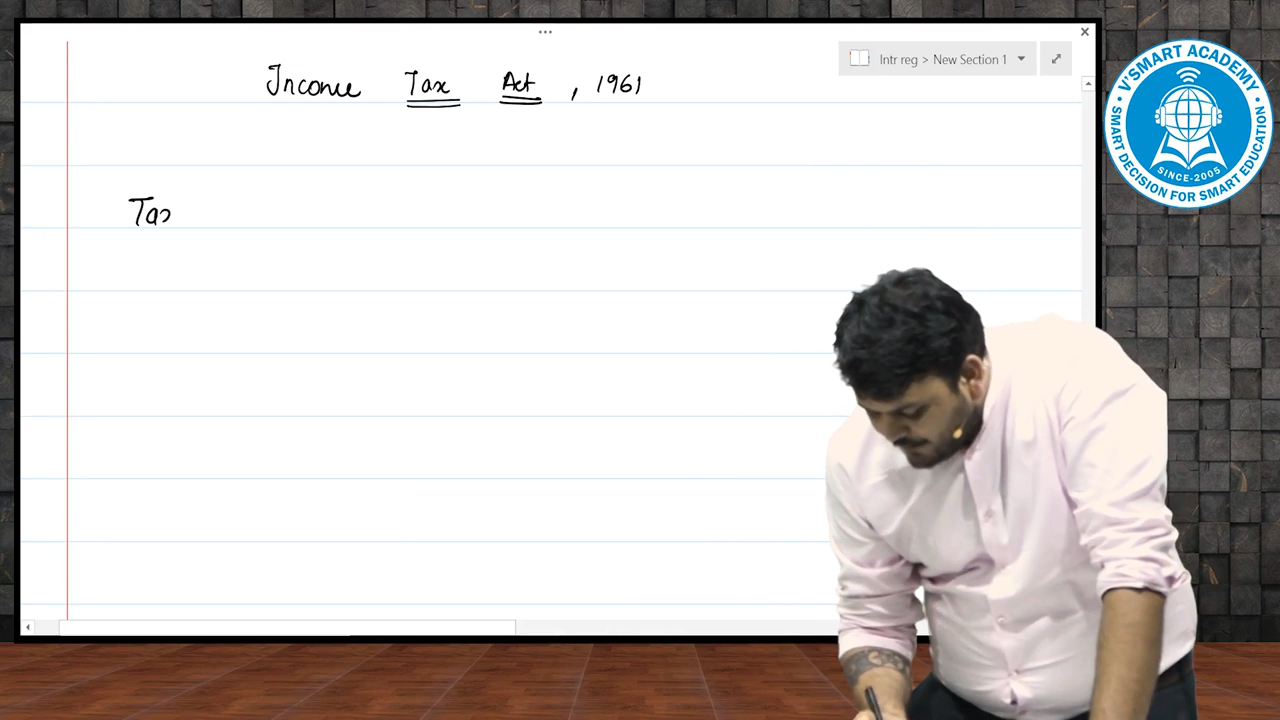 Income Tax Act, 1961
Intr reg > New Section 1
Tax
V'SMART ACADEMY
SINCE-2005
SMART DECISION FOR SMART EDUCATION